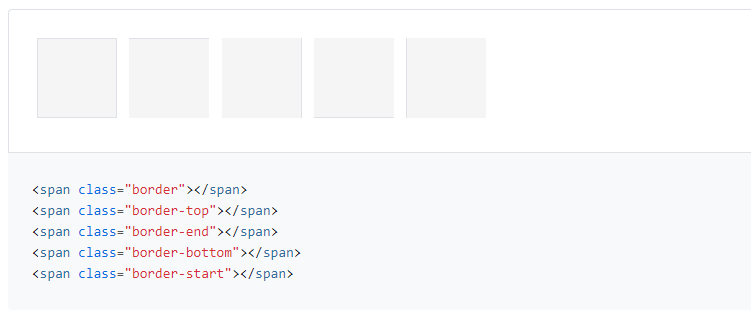 <span class="border"></span>
<span class="border-top"></span>
<span class="border-end"></span>
<span class="border-bottom"></span>
<span class="border-start"></span>